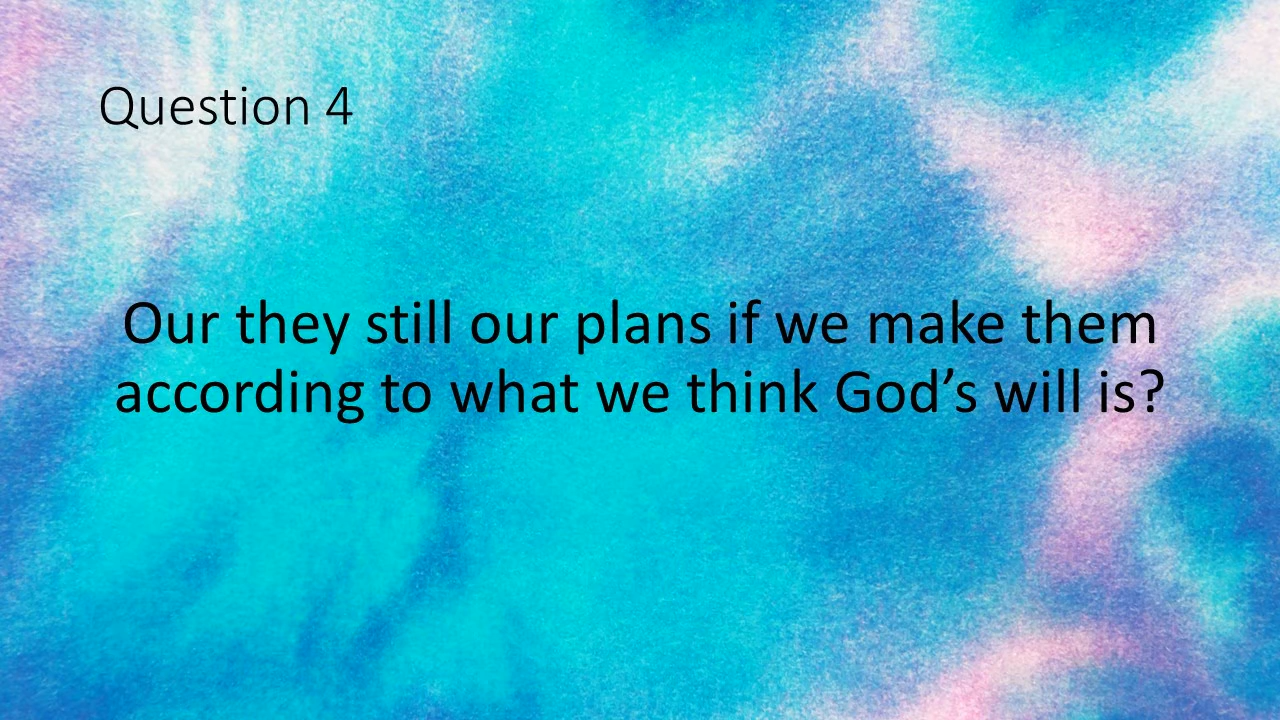 Question 4
Our they still our plans if we make them
according to what we think God’s will is?